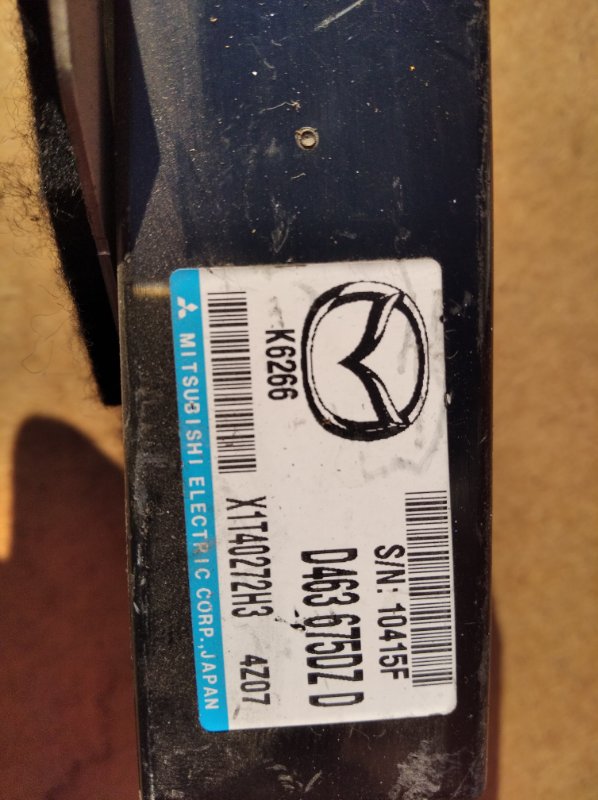 S/N: 10415F
D463 675DZ D
K6266
X1T40272H3 4Z07
MITSUBISHI ELECTRIC CORP., JAPAN